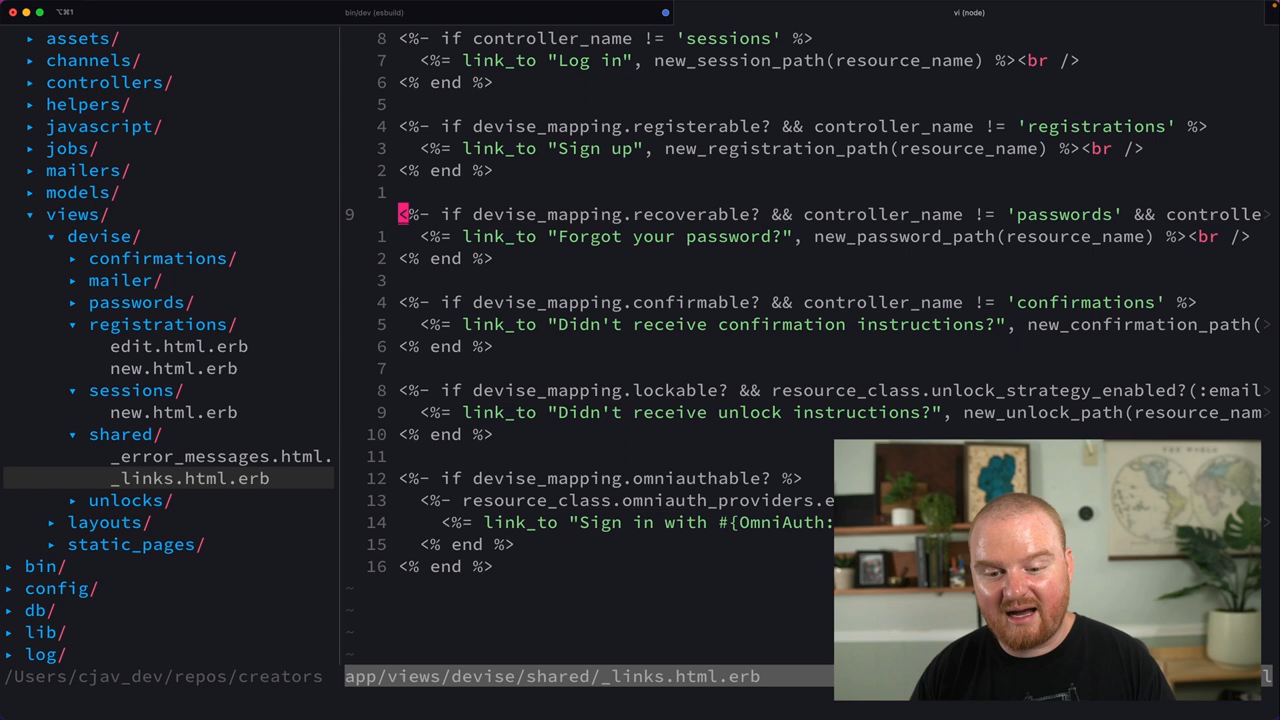 ⌥⌘1
bin/dev (esbuild)
vi (node)
▸ assets/
▸ channels/
▸ controllers/
▸ helpers/
▸ javascript/
▸ jobs/
▸ mailers/
▸ models/
▾ views/
▾ devise/
▸ confirmations/
▸ mailer/
▸ passwords/
▾ registrations/
edit.html.erb
new.html.erb
▾ sessions/
new.html.erb
▾ shared/
_error_messages.html.
_links.html.erb
▸ unlocks/
▸ layouts/
▸ static_pages/
▸ bin/
▸ config/
▸ db/
▸ lib/
▸ log/
/Users/cjav_dev/repos/creators
8 <%- if controller_name != 'sessions' %>
7   <%= link_to "Log in", new_session_path(resource_name) %><br />
6 <% end %>
5
4 <%- if devise_mapping.registerable? && controller_name != 'registrations' %>
3   <%= link_to "Sign up", new_registration_path(resource_name) %><br />
2 <% end %>
1
9 <%- if devise_mapping.recoverable? && controller_name != 'passwords' && controlle>
1   <%= link_to "Forgot your password?", new_password_path(resource_name) %><br />
2 <% end %>
3
4 <%- if devise_mapping.confirmable? && controller_name != 'confirmations' %>
5   <%= link_to "Didn't receive confirmation instructions?", new_confirmation_path(>
6 <% end %>
7
8 <%- if devise_mapping.lockable? && resource_class.unlock_strategy_enabled?(:email>
9   <%= link_to "Didn't receive unlock instructions?", new_unlock_path(resource_nam>
10 <% end %>
11
12 <%- if devise_mapping.omniauthable? %>
13   <%- resource_class.omniauth_providers.e
14     <%= link_to "Sign in with #{OmniAuth:
15   <% end %>
16 <% end %>
~
~
~
~
app/views/devise/shared/_links.html.erb